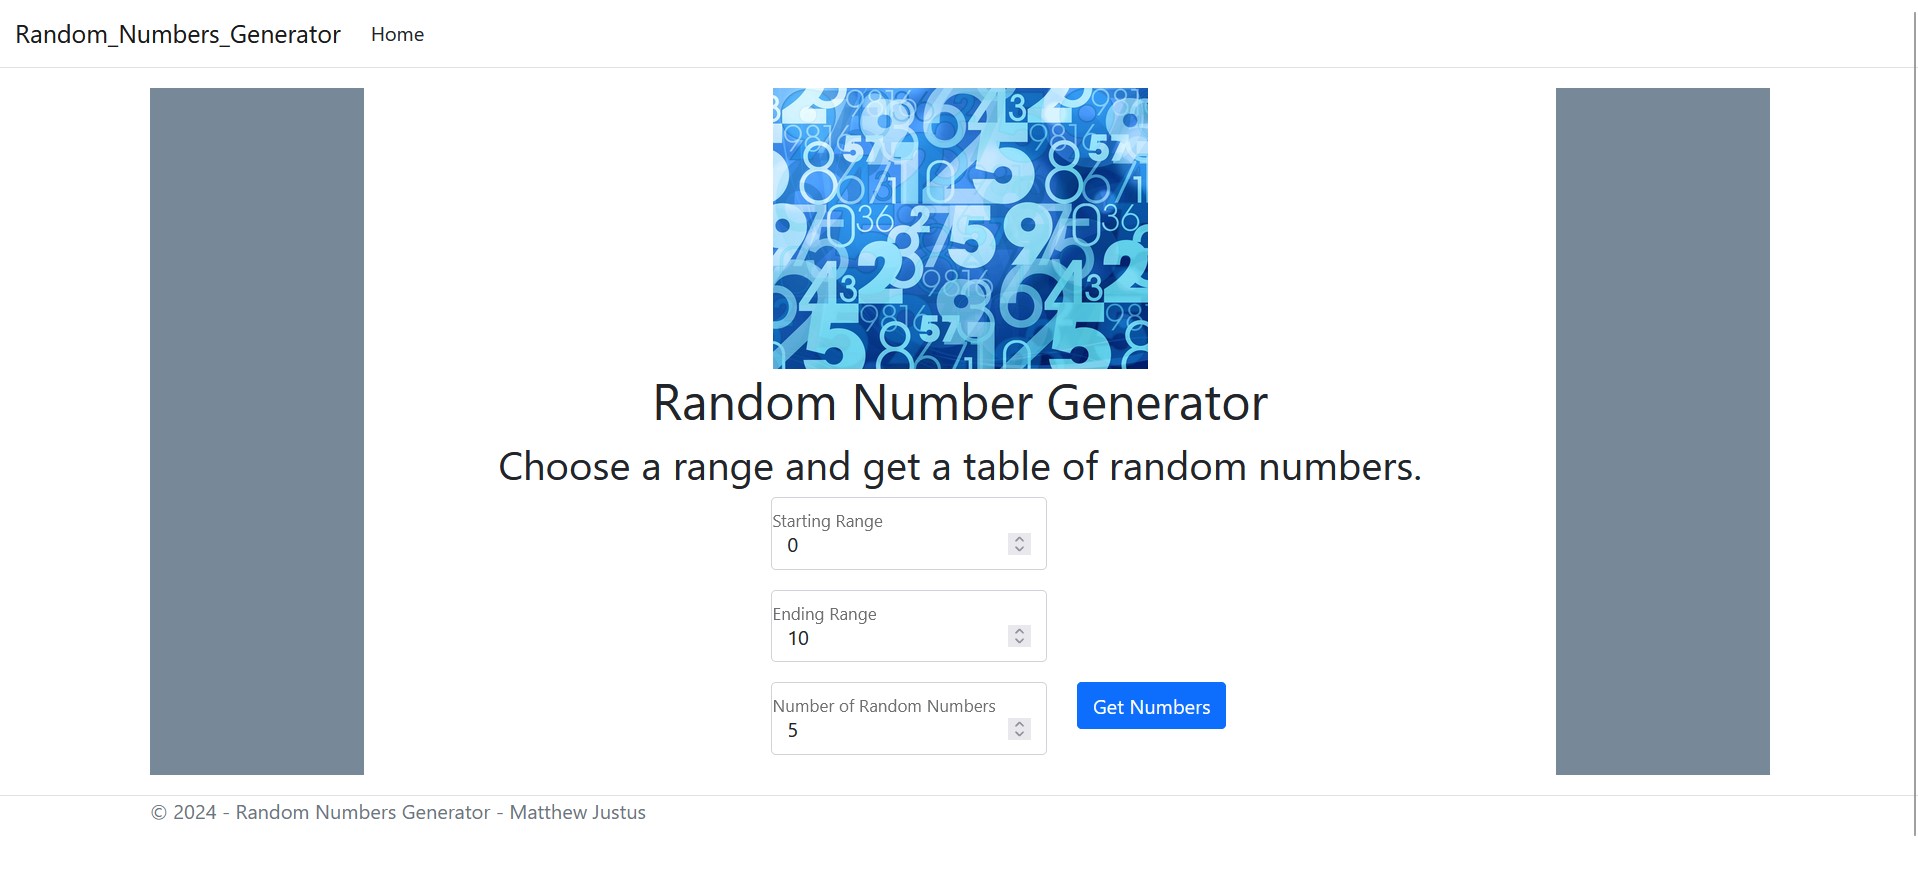 Random_Numbers_Generator Home
Random Number Generator
Choose a range and get a table of random numbers.
Starting Range
0
Ending Range
10
Number of Random Numbers
5
Get Numbers
© 2024 - Random Numbers Generator - Matthew Justus